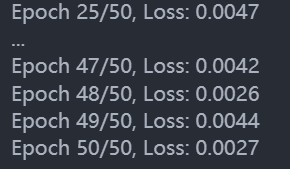 Epoch 25/50, Loss: 0.0047
...
Epoch 47/50, Loss: 0.0042
Epoch 48/50, Loss: 0.0026
Epoch 49/50, Loss: 0.0044
Epoch 50/50, Loss: 0.0027